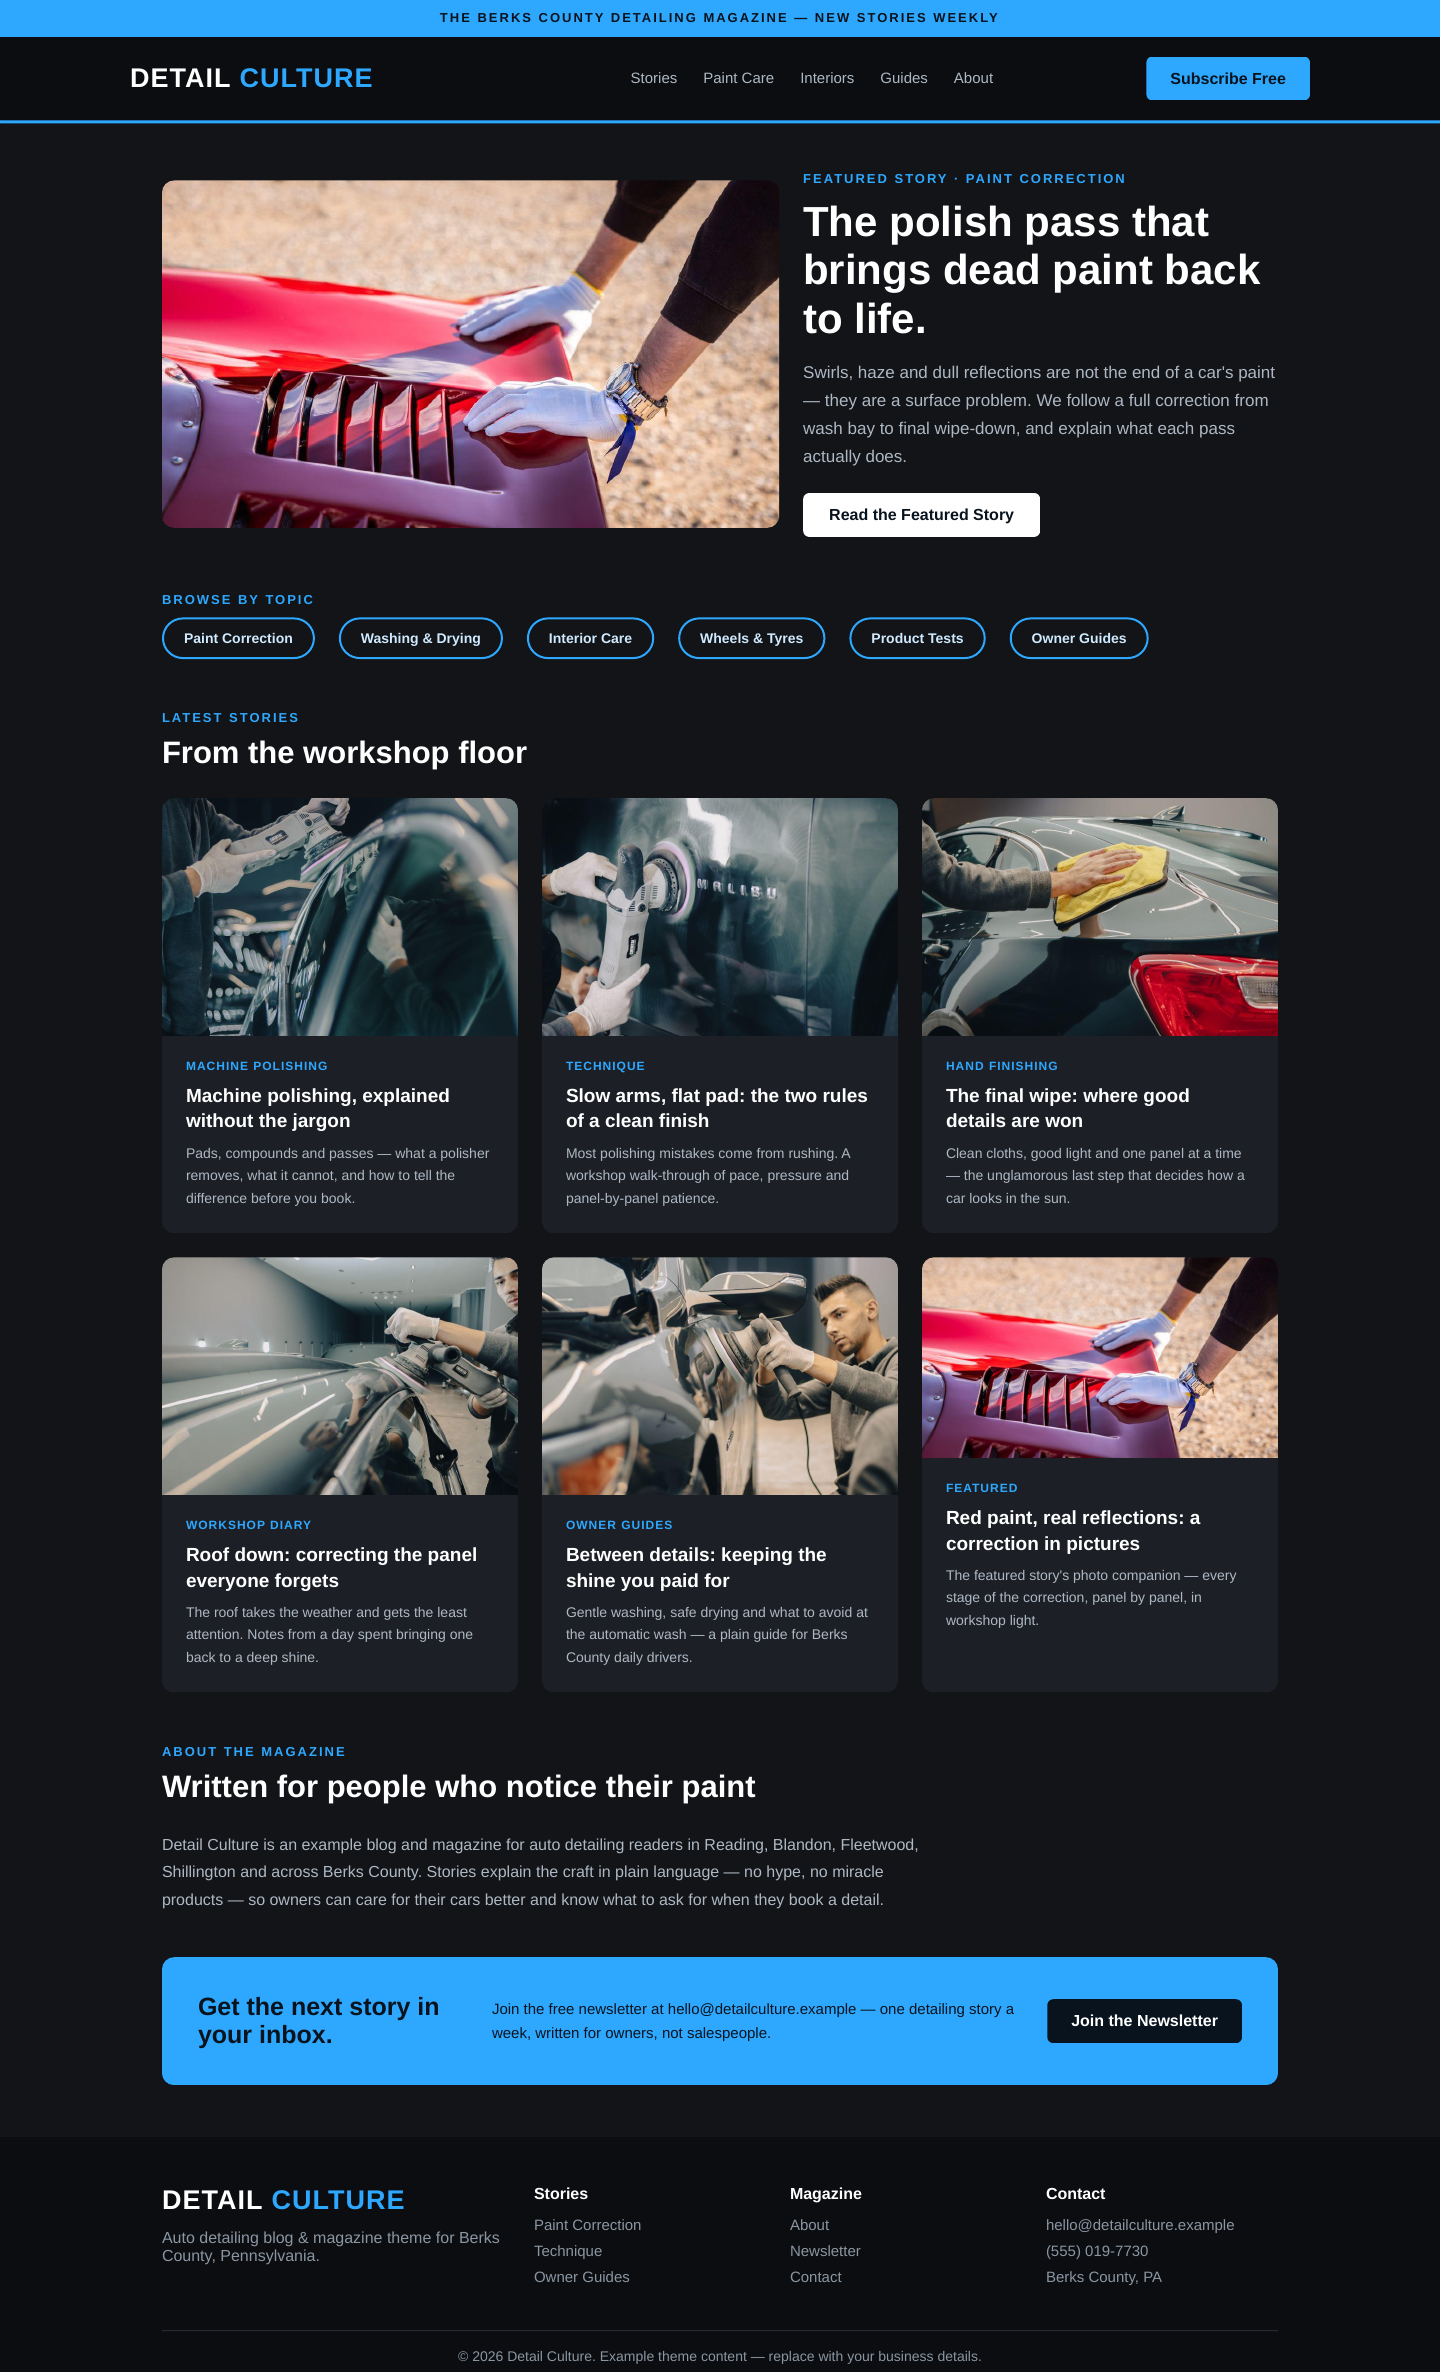 THE BERKS COUNTY DETAILING MAGAZINE — NEW STORIES WEEKLY
DETAIL CULTURE
Stories
Paint Care
Interiors
Guides
About
Subscribe Free
FEATURED STORY · PAINT CORRECTION
The polish pass that
brings dead paint back
to life.
Swirls, haze and dull reflections are not the end of a car's paint
— they are a surface problem. We follow a full correction from
wash bay to final wipe-down, and explain what each pass
actually does.
Read the Featured Story
BROWSE BY TOPIC
Paint Correction
Washing & Drying
Interior Care
Wheels & Tyres
Product Tests
Owner Guides
LATEST STORIES
From the workshop floor
MALIBU
MACHINE POLISHING
Machine polishing, explained
without the jargon
Pads, compounds and passes — what a polisher
removes, what it cannot, and how to tell the
difference before you book.
TECHNIQUE
Slow arms, flat pad: the two rules
of a clean finish
Most polishing mistakes come from rushing. A
workshop walk-through of pace, pressure and
panel-by-panel patience.
HAND FINISHING
The final wipe: where good
details are won
Clean cloths, good light and one panel at a time
— the unglamorous last step that decides how a
car looks in the sun.
WORKSHOP DIARY
Roof down: correcting the panel
everyone forgets
The roof takes the weather and gets the least
attention. Notes from a day spent bringing one
back to a deep shine.
OWNER GUIDES
Between details: keeping the
shine you paid for
Gentle washing, safe drying and what to avoid at
the automatic wash — a plain guide for Berks
County daily drivers.
FEATURED
Red paint, real reflections: a
correction in pictures
The featured story's photo companion — every
stage of the correction, panel by panel, in
workshop light.
ABOUT THE MAGAZINE
Written for people who notice their paint
Detail Culture is an example blog and magazine for auto detailing readers in Reading, Blandon, Fleetwood,
Shillington and across Berks County. Stories explain the craft in plain language — no hype, no miracle
products — so owners can care for their cars better and know what to ask for when they book a detail.
Get the next story in
your inbox.
Join the free newsletter at hello@detailculture.example — one detailing story a
week, written for owners, not salespeople.
Join the Newsletter
DETAIL CULTURE
Auto detailing blog & magazine theme for Berks
County, Pennsylvania.
Stories
Paint Correction
Technique
Owner Guides
Magazine
About
Newsletter
Contact
Contact
hello@detailculture.example
(555) 019-7730
Berks County, PA
© 2026 Detail Culture. Example theme content — replace with your business details.